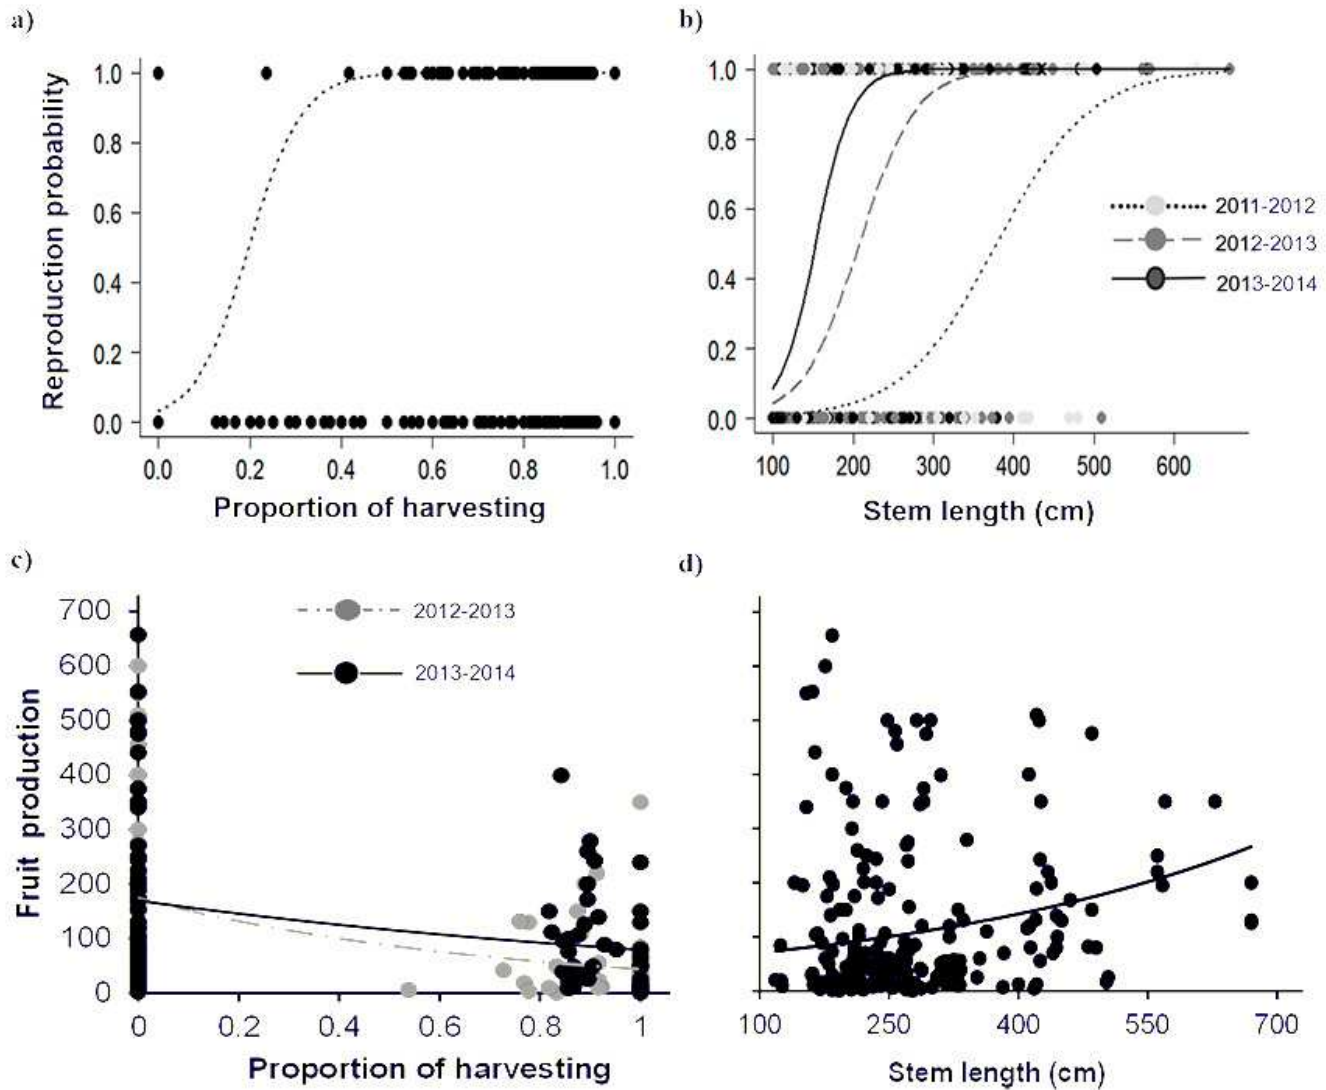 a)
Reproduction probability
1.0
0.8
0.6
0.4
0.2
0.0
0.0 0.2 0.4 0.6 0.8 1.0
Proportion of harvesting
b)
1.0
0.8
0.6
0.4
0.2
0.0
100 200 300 400 500 600
Stem length (cm)
2011-2012
2012-2013
2013-2014
c)
Fruit production
700
600
500
400
300
200
100
0
0 0.2 0.4 0.6 0.8 1
Proportion of harvesting
2012-2013
2013-2014
d)
100 250 400 550 700
Stem length (cm)